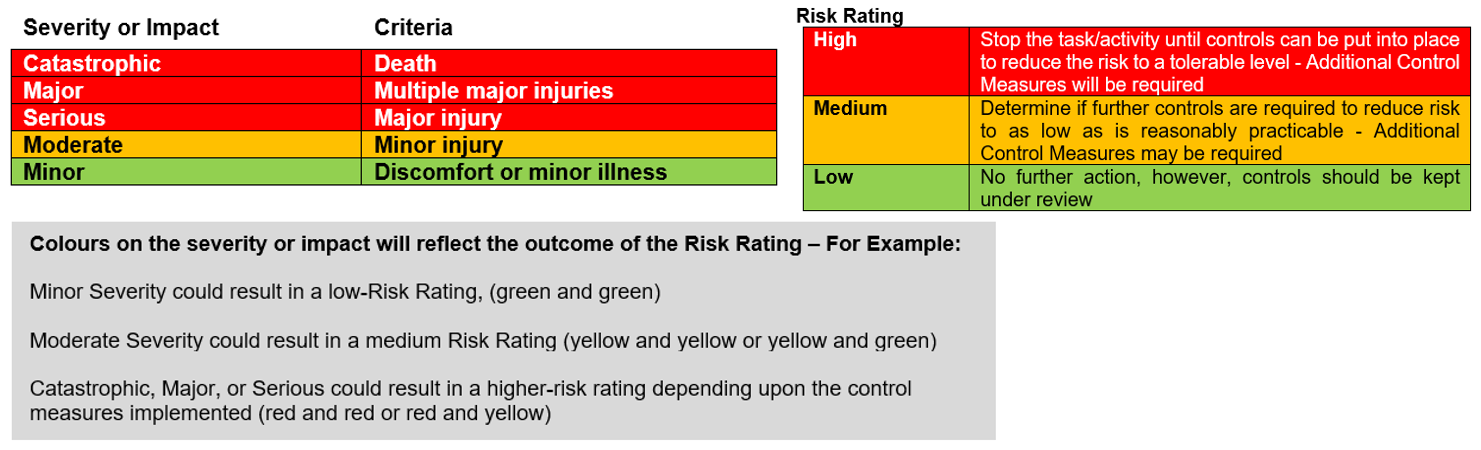 Severity or Impact Criteria
Catastrophic Death
Major Multiple major injuries
Serious Major injury
Moderate Minor injury
Minor Discomfort or minor illness
Risk Rating
High Stop the task/activity until controls can be put into place
to reduce the risk to a tolerable level - Additional Control
Measures will be required
Medium Determine if further controls are required to reduce risk
to as low as is reasonably practicable - Additional
Control Measures may be required
Low No further action, however, controls should be kept
under review
Colours on the severity or impact will reflect the outcome of the Risk Rating – For Example:
Minor Severity could result in a low-Risk Rating, (green and green)
Moderate Severity could result in a medium Risk Rating (yellow and yellow or yellow and green)
Catastrophic, Major, or Serious could result in a higher-risk rating depending upon the control
measures implemented (red and red or red and yellow)